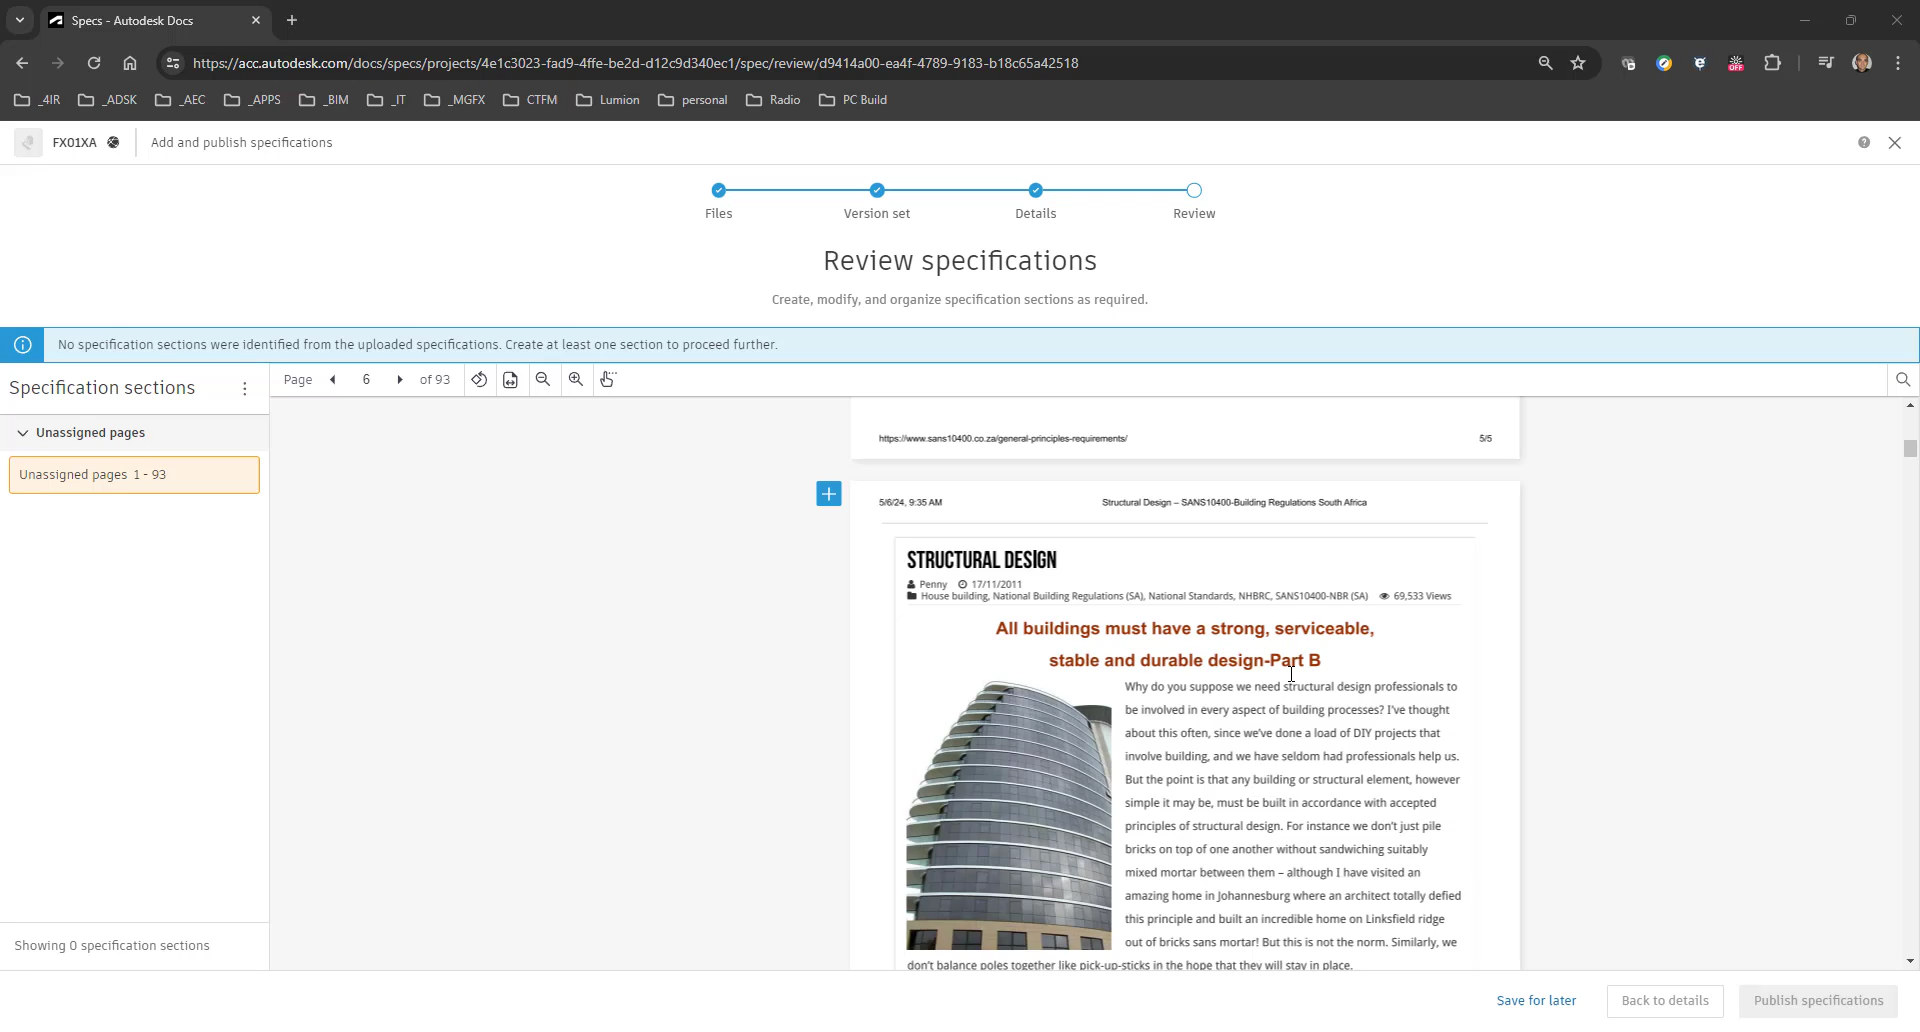 Specs - Autodesk Docs
https://acc.autodesk.com/docs/specs/projects/4e1c3023-fad9-4ffe-be2d-d12c9d340ec1/spec/review/d9414a00-ea4f-4789-9183-b18c65a42518
OFF
_4IR _ADSK _AEC _APPS _BIM _IT _MGFX CTFM Lumion personal Radio PC Build
FX01XA Add and publish specifications
Files Version set Details Review
Review specifications
Create, modify, and organize specification sections as required.
No specification sections were identified from the uploaded specifications. Create at least one section to proceed further.
Specification sections
Page 6 of 93
Unassigned pages
Unassigned pages 1 - 93
Showing 0 specification sections
https://www.sans10400.co.za/general-principles-requirements/ 5/5
5/6/24, 9:35 AM Structural Design – SANS10400-Building Regulations South Africa
STRUCTURAL DESIGN
Penny 17/11/2011
House building, National Building Regulations (SA), National Standards, NHBRC, SANS10400-NBR (SA) 69,533 Views
All buildings must have a strong, serviceable,
stable and durable design-Part B
Why do you suppose we need structural design professionals to
be involved in every aspect of building processes? I've thought
about this often, since we've done a load of DIY projects that
involve building, and we have seldom had professionals help us.
But the point is that any building or structural element, however
simple it may be, must be built in accordance with accepted
principles of structural design. For instance we don't just pile
bricks on top of one another without sandwiching suitably
mixed mortar between them – although I have visited an
amazing home in Johannesburg where an architect totally defied
this principle and built an incredible home on Linksfield ridge
out of bricks sans mortar! But this is not the norm. Similarly, we
don't balance poles together like pick-up-sticks in the hope that they will stay in place.
Save for later Back to details Publish specifications